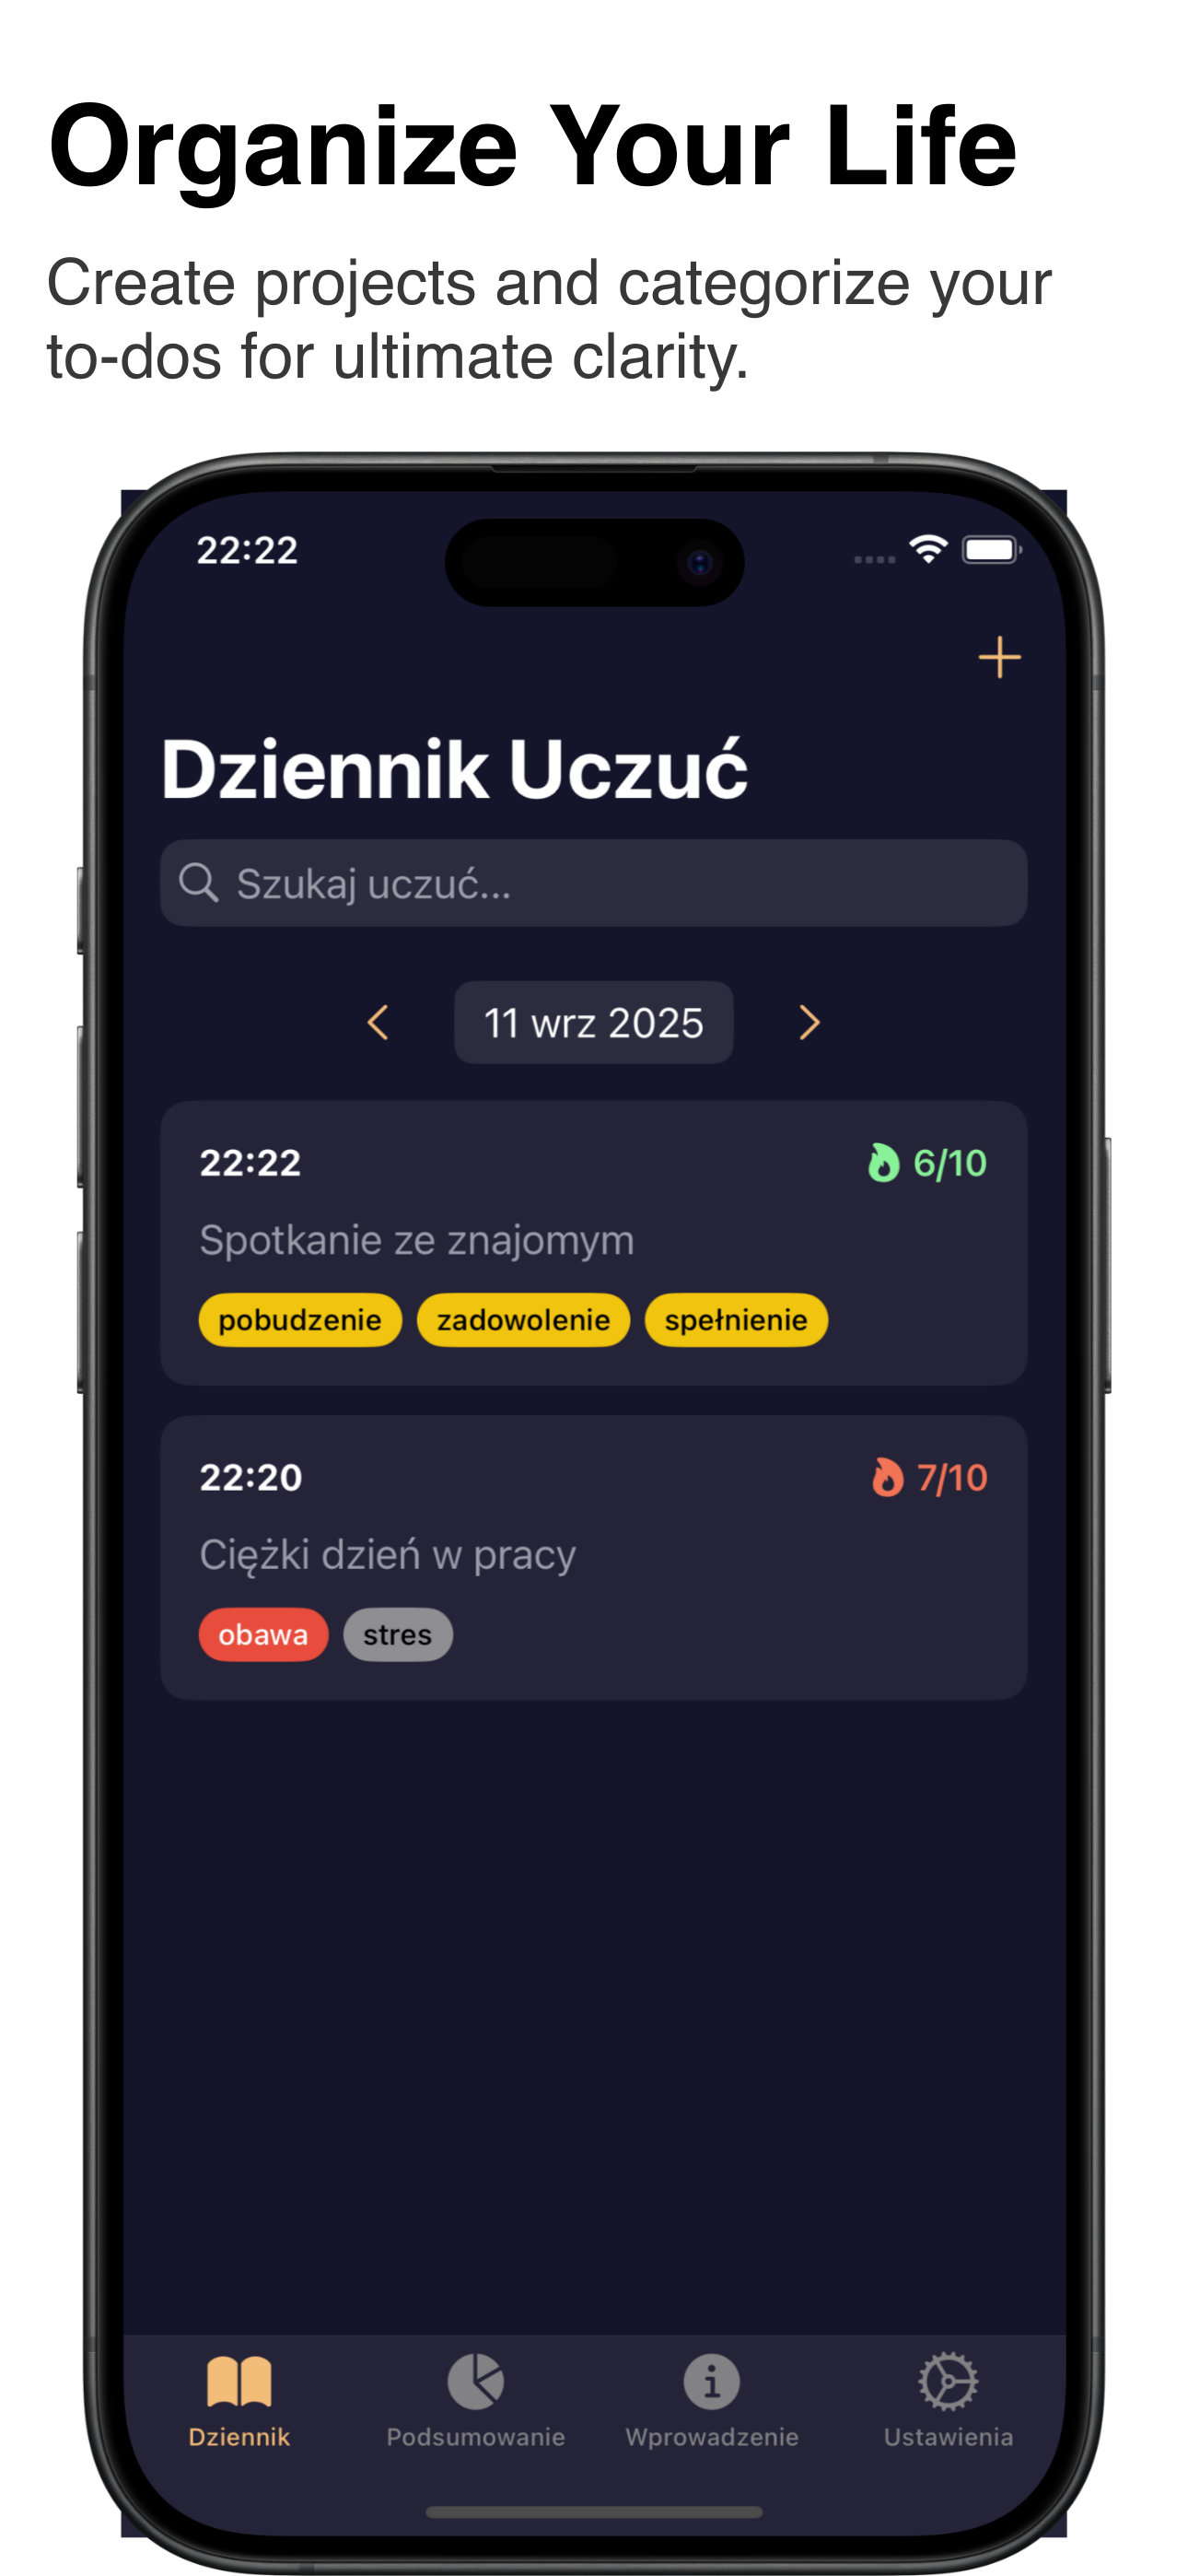 Organize Your Life
Create projects and categorize your
to-dos for ultimate clarity.
22:22
Dziennik Uczuć
Szukaj uczuć...
11 wrz 2025
22:22 6/10
Spotkanie ze znajomym
pobudzenie zadowolenie spełnienie
22:20 7/10
Ciężki dzień w pracy
obawa stres
Dziennik Podsumowanie Wprowadzenie Ustawienia